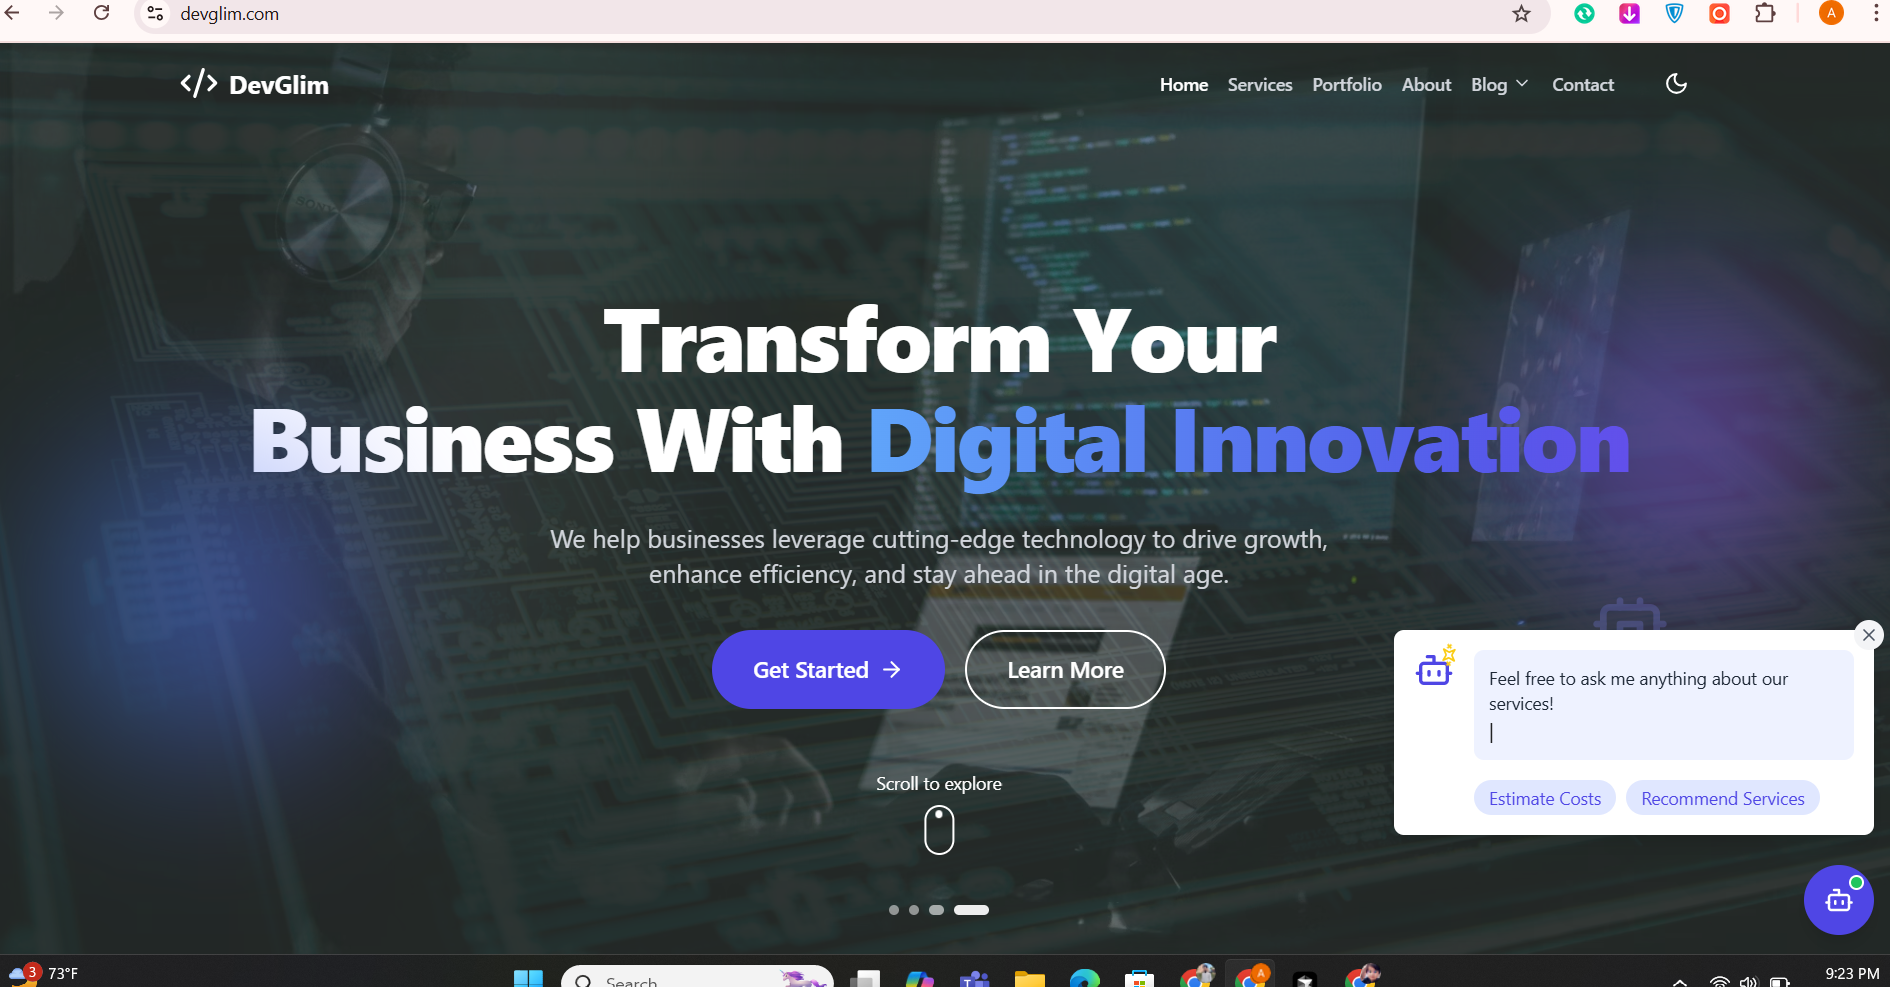 devglim.com
A
DevGlim
Home Services Portfolio About Blog Contact
SONY
Transform Your
Business With Digital Innovation
We help businesses leverage cutting-edge technology to drive growth,
enhance efficiency, and stay ahead in the digital age.
Get Started
Learn More
Scroll to explore
Feel free to ask me anything about our
services!
Estimate Costs
Recommend Services
3
73°F
Search
T
A
9:23 PM